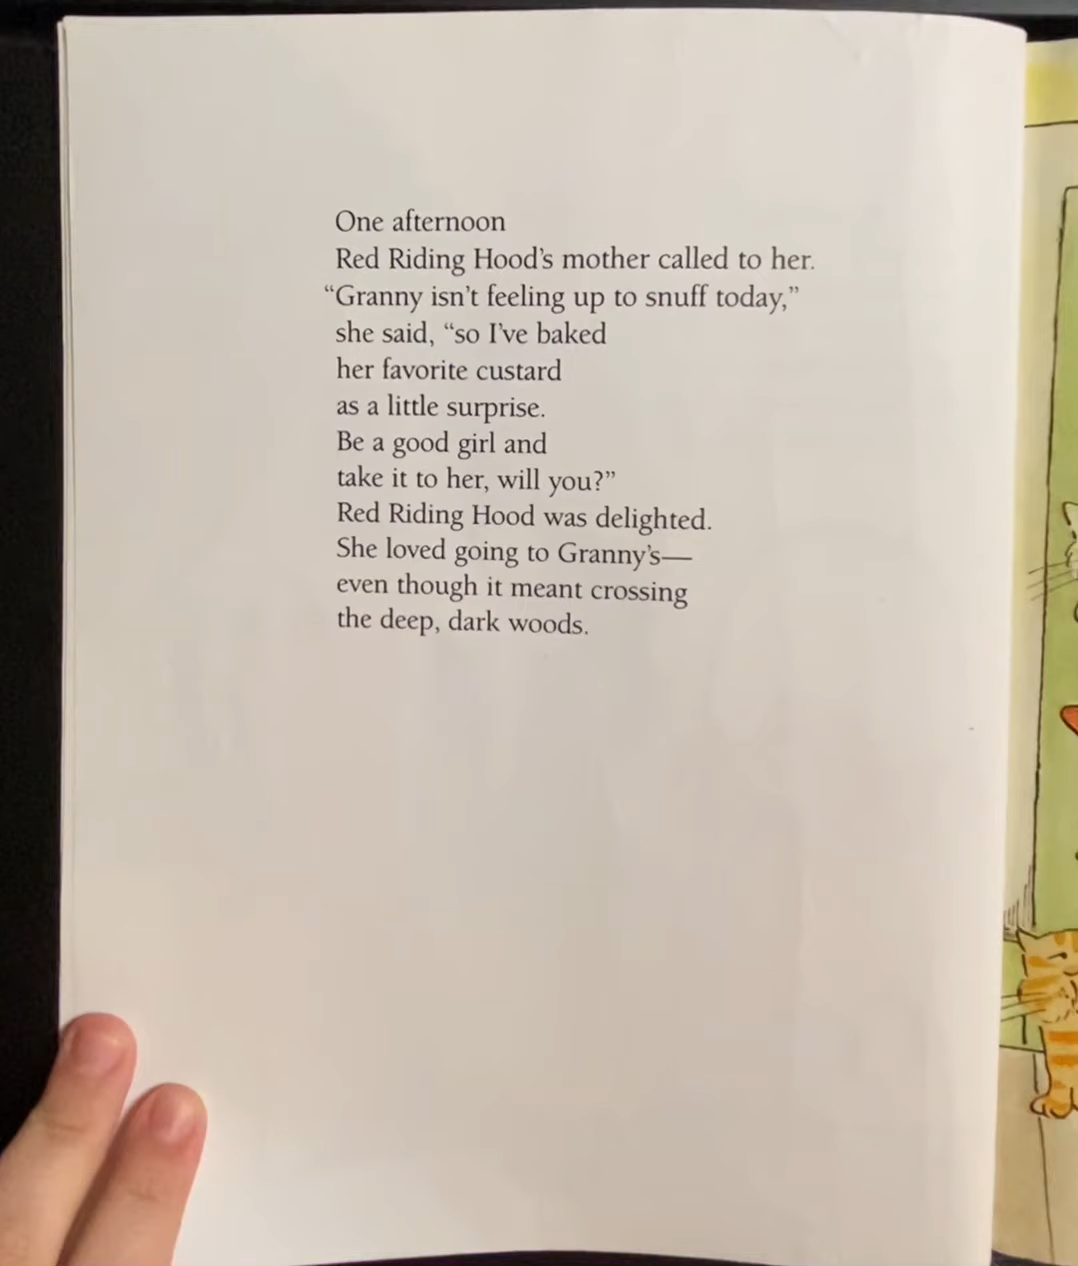 One afternoon
Red Riding Hood’s mother called to her.
“Granny isn’t feeling up to snuff today,”
she said, “so I’ve baked
her favorite custard
as a little surprise.
Be a good girl and
take it to her, will you?”
Red Riding Hood was delighted.
She loved going to Granny’s—
even though it meant crossing
the deep, dark woods.